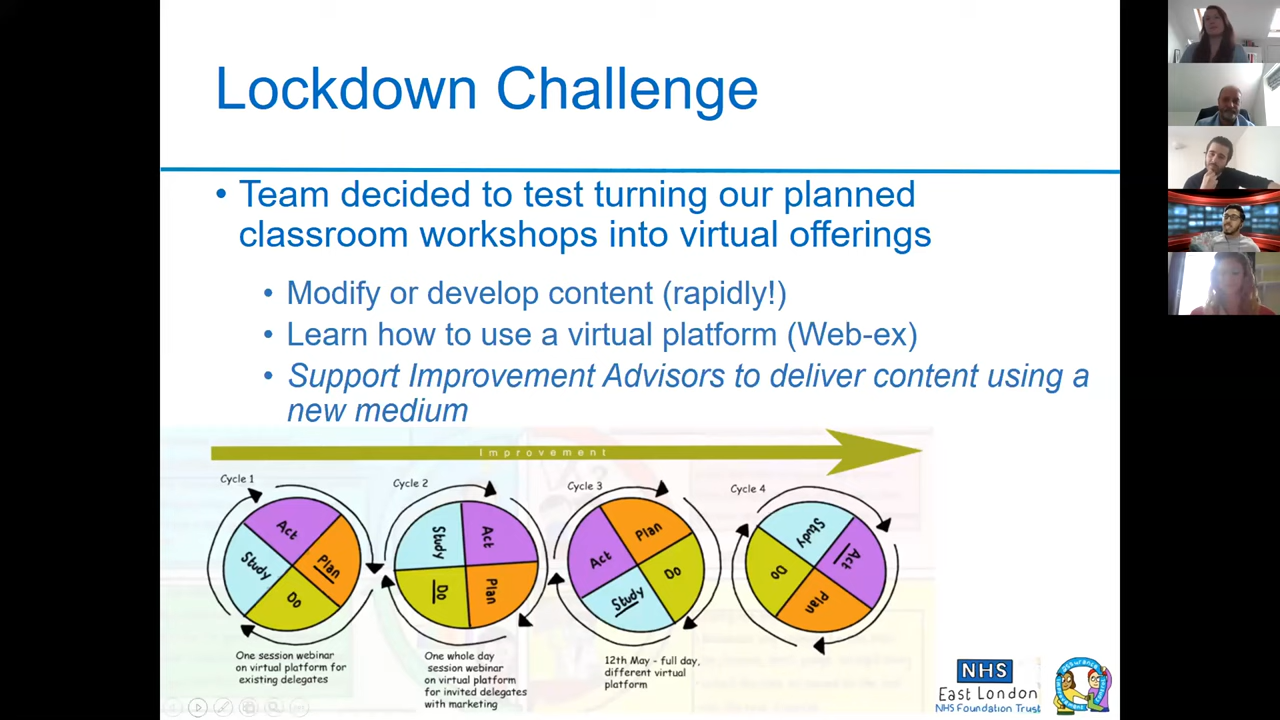 Lockdown Challenge
• Team decided to test turning our planned
classroom workshops into virtual offerings
• Modify or develop content (rapidly!)
• Learn how to use a virtual platform (Web-ex)
• Support Improvement Advisors to deliver content using a
new medium
Improvement
Cycle 1
Act
Plan
Do
Study
One session webinar
on virtual platform for
existing delegates
Cycle 2
Study
Act
Do
Plan
One whole day
session webinar
on virtual platform
for invited delegates
with marketing
Cycle 3
Plan
Act
Do
Study
12th May - full day,
different virtual
platform
Cycle 4
Study
Act
Do
Plan
NHS
East London
NHS Foundation Trust